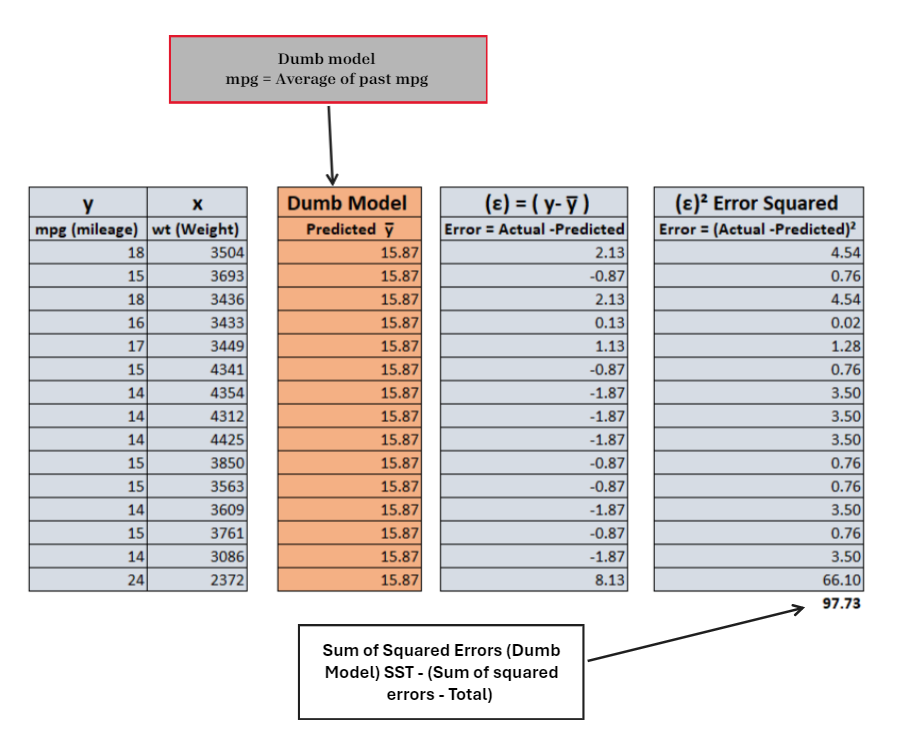 Dumb model
mpg = Average of past mpg
y x Dumb Model (ε) = ( y- ȳ ) (ε)² Error Squared
mpg (mileage) wt (Weight) Predicted ȳ Error = Actual -Predicted Error = (Actual -Predicted)²
18 3504 15.87 2.13 4.54
15 3693 15.87 -0.87 0.76
18 3436 15.87 2.13 4.54
16 3433 15.87 0.13 0.02
17 3449 15.87 1.13 1.28
15 4341 15.87 -0.87 0.76
14 4354 15.87 -1.87 3.50
14 4312 15.87 -1.87 3.50
14 4425 15.87 -1.87 3.50
15 3850 15.87 -0.87 0.76
15 3563 15.87 -0.87 0.76
14 3609 15.87 -1.87 3.50
15 3761 15.87 -0.87 0.76
14 3086 15.87 -1.87 3.50
24 2372 15.87 8.13 66.10
97.73
Sum of Squared Errors (Dumb
Model) SST - (Sum of squared
errors - Total)